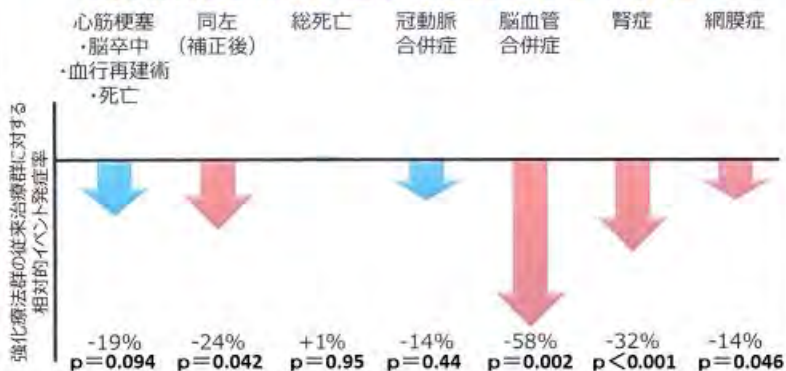 心筋梗塞
・脳卒中
・血行再建術
・死亡
同左
(補正後)
総死亡
冠動脈
合併症
脳血管
合併症
腎症
網膜症
強化療法群の従来治療群に対する
相対的イベント発症率
-19%
p=0.094
-24%
p=0.042
+1%
p=0.95
-14%
p=0.44
-58%
p=0.002
-32%
p<0.001
-14%
p=0.046